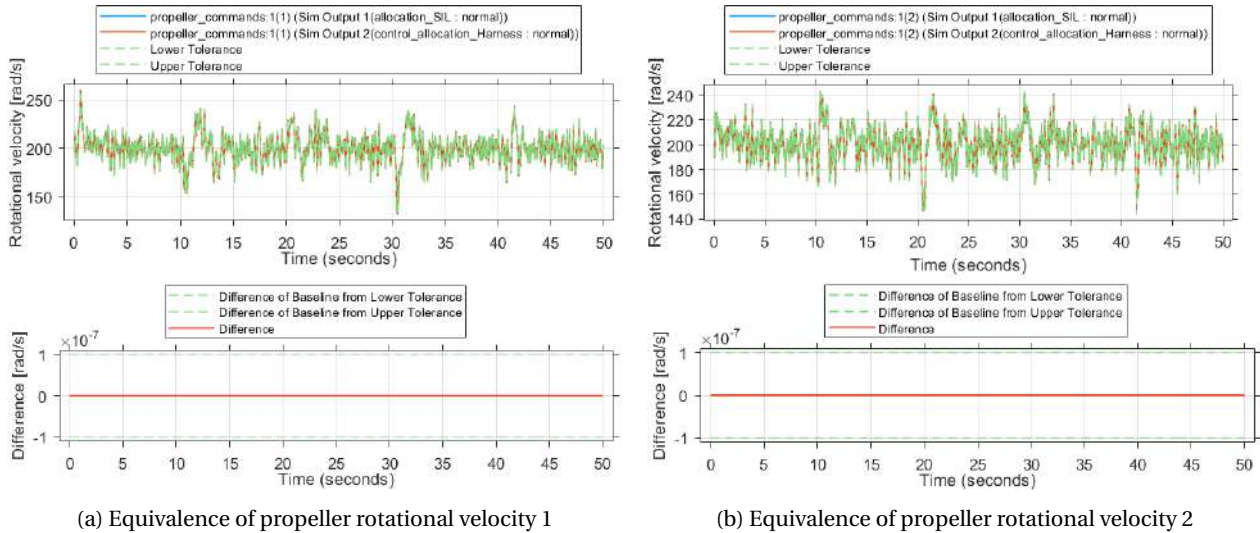 propeller_commands:1(1) (Sim Output 1(allocation_SIL : normal))
propeller_commands:1(1) (Sim Output 2(control_allocation_Harness : normal))
Lower Tolerance
Upper Tolerance
Rotational velocity [rad/s]
250
200
150
0 5 10 15 20 25 30 35 40 45 50
Time (seconds)
Difference of Baseline from Lower Tolerance
Difference of Baseline from Upper Tolerance
Difference
×10⁻⁷
Difference [rad/s]
1
0
-1
0 5 10 15 20 25 30 35 40 45 50
Time (seconds)
(a) Equivalence of propeller rotational velocity 1
propeller_commands:1(2) (Sim Output 1(allocation_SIL : normal))
propeller_commands:1(2) (Sim Output 2(control_allocation_Harness : normal))
Lower Tolerance
Upper Tolerance
Rotational velocity [rad/s]
240
220
200
180
160
140
0 5 10 15 20 25 30 35 40 45 50
Time (seconds)
Difference of Baseline from Lower Tolerance
Difference of Baseline from Upper Tolerance
Difference
×10⁻⁷
Difference [rad/s]
1
0
-1
0 5 10 15 20 25 30 35 40 45 50
Time (seconds)
(b) Equivalence of propeller rotational velocity 2